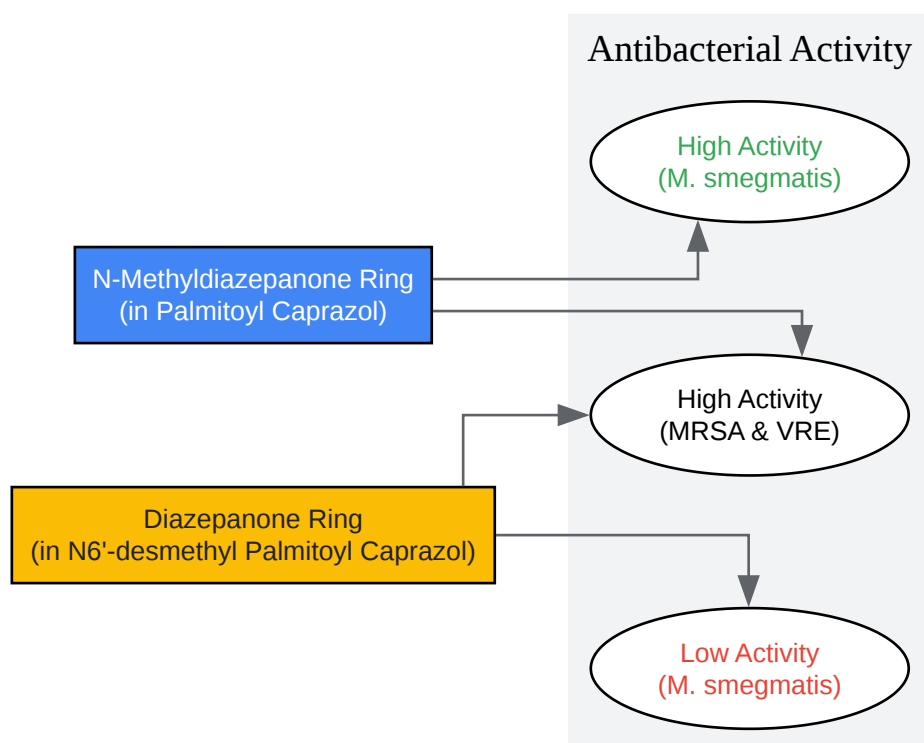 Antibacterial Activity
High Activity
(M. smegmatis)
N-Methyldiazepanone Ring
(in Palmitoyl Caprazol)
High Activity
(MRSA & VRE)
Diazepanone Ring
(in N6'-desmethyl Palmitoyl Caprazol)
Low Activity
(M. smegmatis)